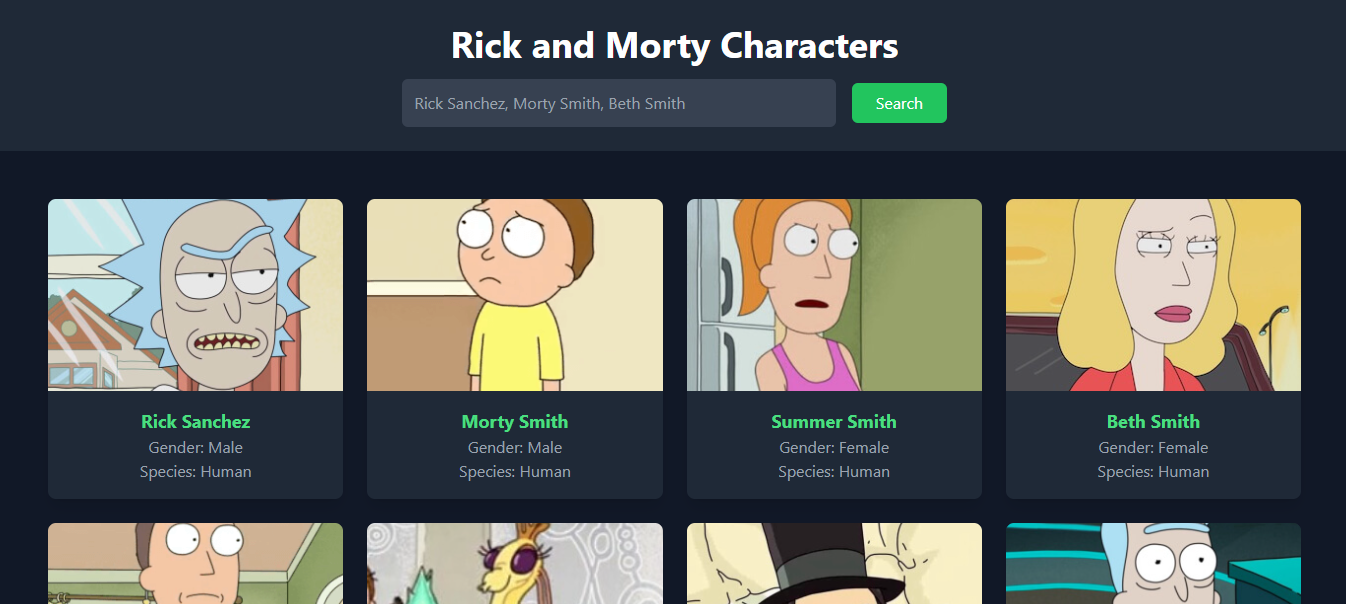 Rick and Morty Characters
Rick Sanchez, Morty Smith, Beth Smith
Search
Rick Sanchez
Gender: Male
Species: Human
Morty Smith
Gender: Male
Species: Human
Summer Smith
Gender: Female
Species: Human
Beth Smith
Gender: Female
Species: Human